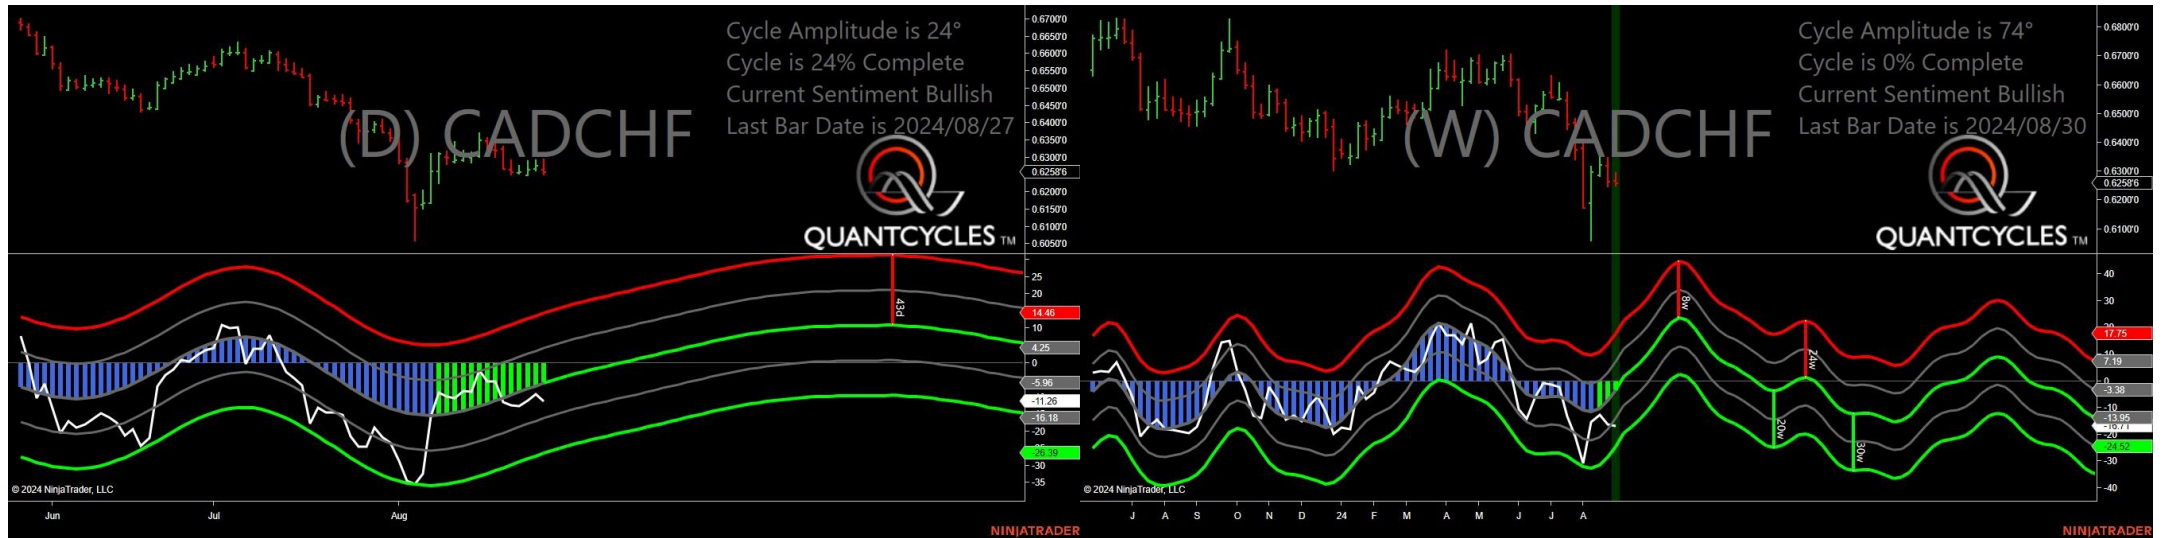 Cycle Amplitude is 24°
Cycle is 24% Complete
Current Sentiment Bullish
Last Bar Date is 2024/08/27
(D) CADCHF
QUANTCYCLES TM
0.6700'0
0.6650'0
0.6600'0
0.6550'0
0.6500'0
0.6450'0
0.6400'0
0.6350'0
0.6300'0
0.6258'6
0.6200'0
0.6150'0
0.6100'0
0.6050'0
43d
25
20
14.46
10
4.25
0
-5.96
-11.26
-16.18
-20
-26.39
-30
-35
© 2024 NinjaTrader, LLC
Jun
Jul
Aug
NINJATRADER
Cycle Amplitude is 74°
Cycle is 0% Complete
Current Sentiment Bullish
Last Bar Date is 2024/08/30
(W) CADCHF
QUANTCYCLES TM
0.6800'0
0.6700'0
0.6600'0
0.6500'0
0.6400'0
0.6300'0
0.6258'6
0.6200'0
0.6100'0
8w
24w
20w
30w
40
30
17.75
7.19
0
-3.38
-10
-13.95
-16.71
-20
-24.52
-30
-40
© 2024 NinjaTrader, LLC
J A S O N D 24 F M A M J J A
NINJATRADER